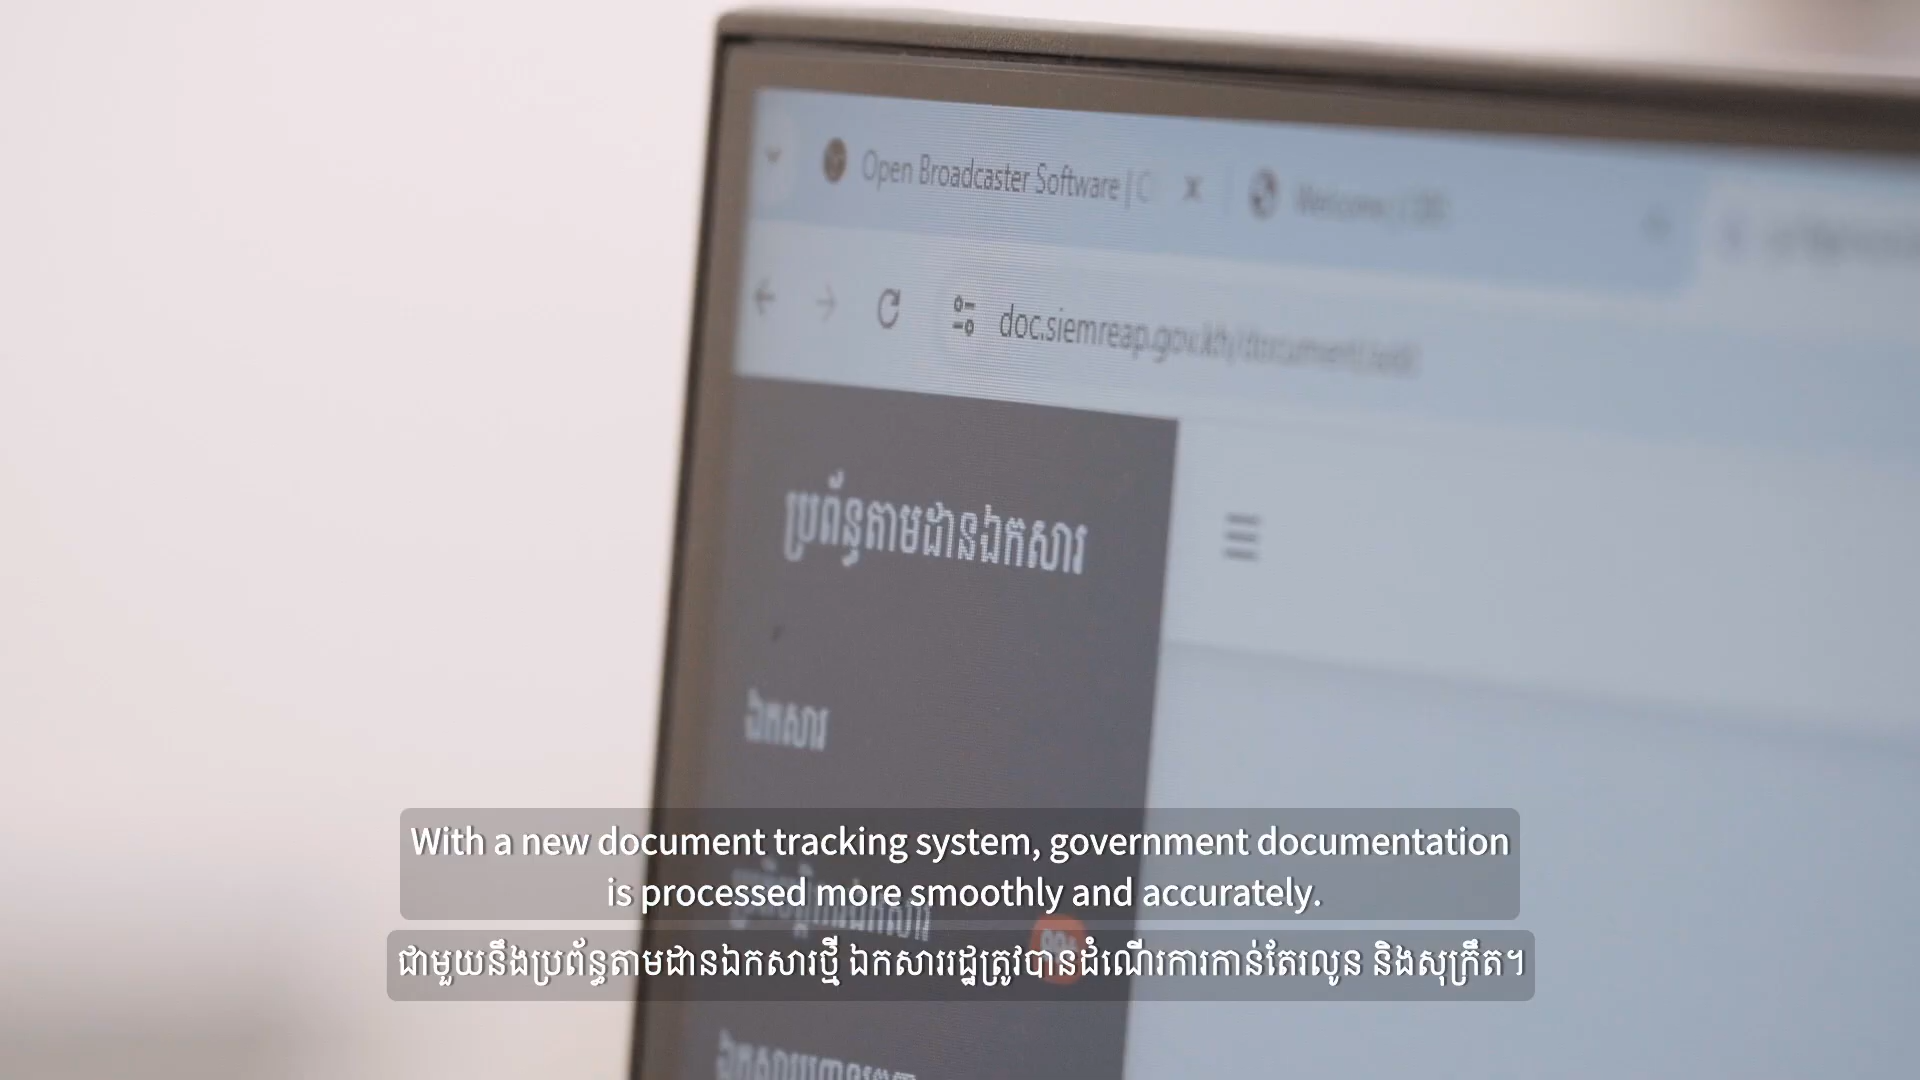 Open Broadcaster Software | O
Welcome
doc.siemreap.gov.kh/document/
ប្រព័ន្ធតាមដានឯកសារ
ឯកសារ
With a new document tracking system, government documentation
is processed more smoothly and accurately.
ជាមួយនឹងប្រព័ន្ធតាមដានឯកសារថ្មី ឯកសាររដ្ឋត្រូវបានដំណើរការកាន់តែរលូន និងសុក្រឹត។